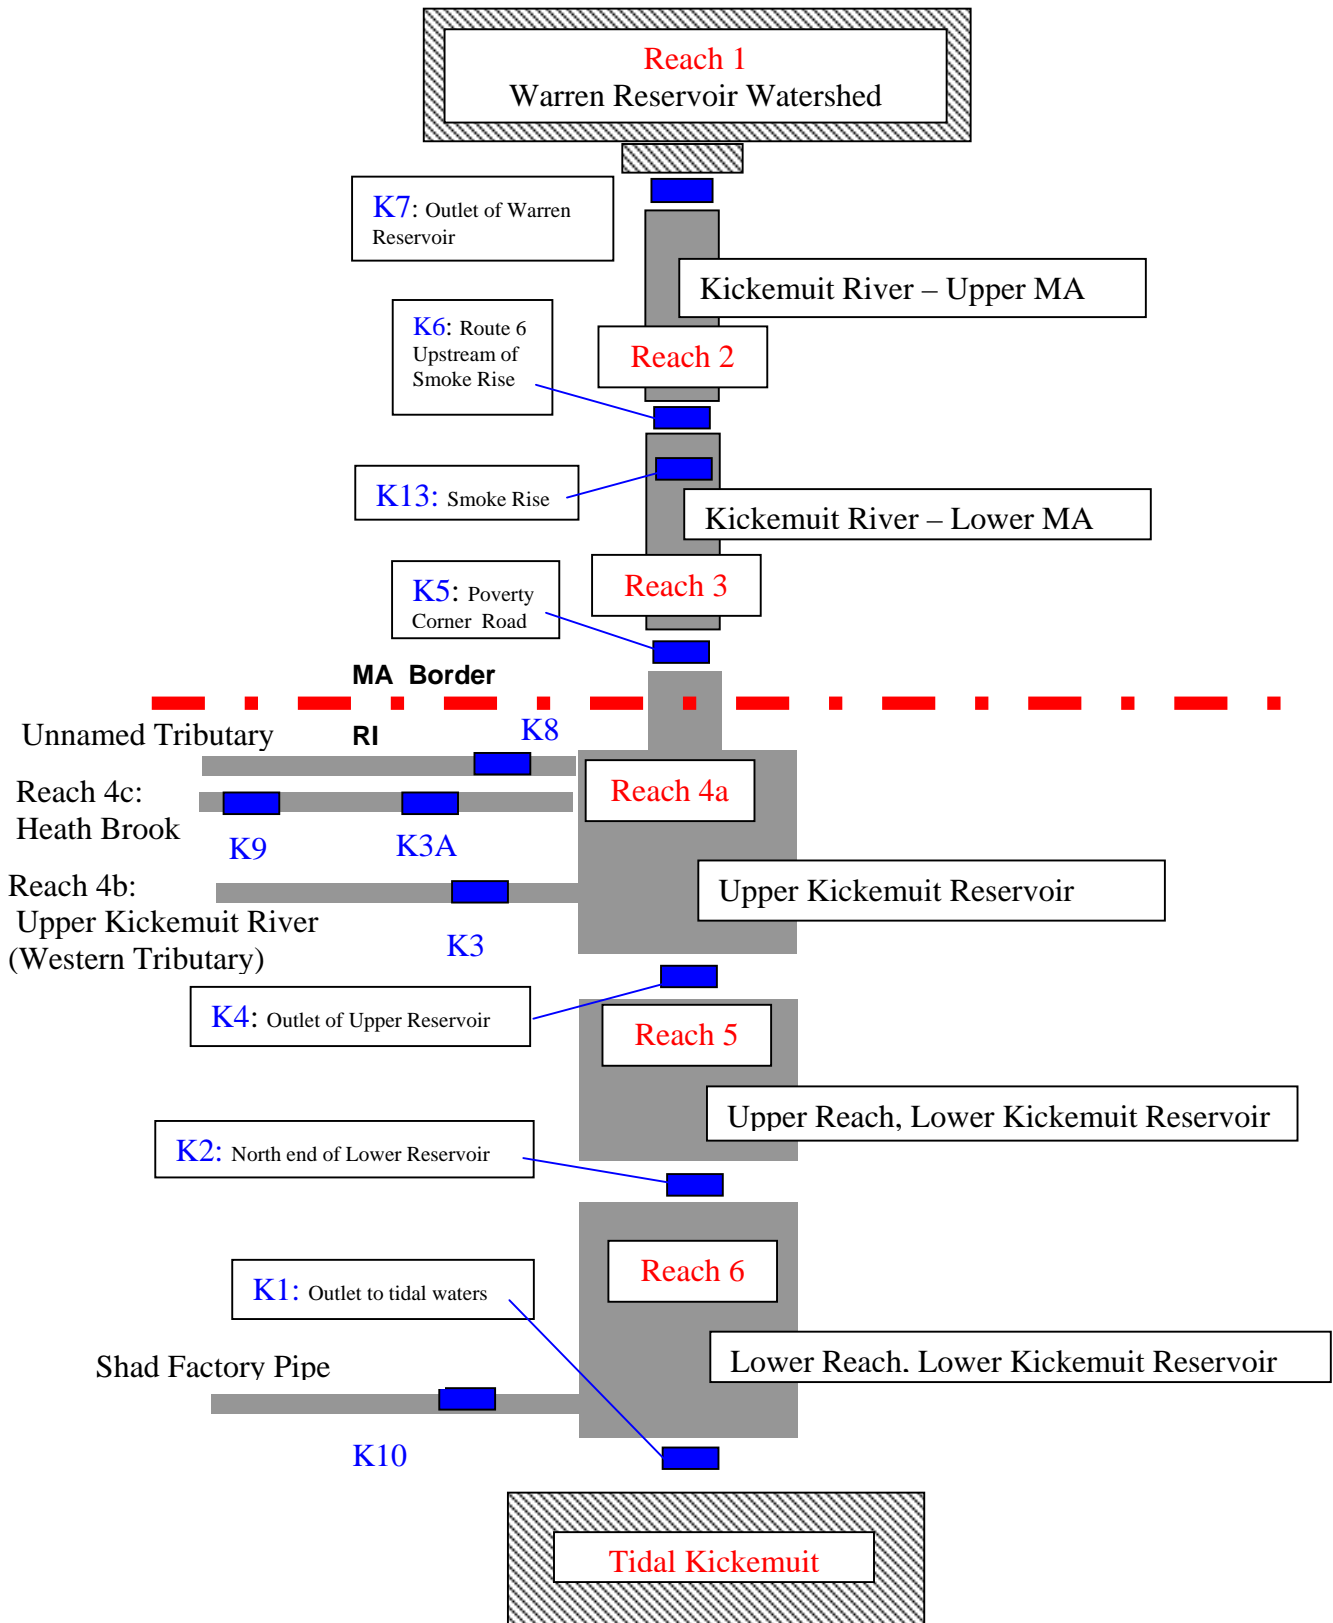 Reach 1
Warren Reservoir Watershed
K7: Outlet of Warren
Reservoir
Kickemuit River – Upper MA
K6: Route 6
Upstream of
Smoke Rise
Reach 2
K13: Smoke Rise
Kickemuit River – Lower MA
K5: Poverty
Corner Road
Reach 3
MA Border
RI
Unnamed Tributary
K8
Reach 4c:
Heath Brook
K9
K3A
Reach 4a
Reach 4b:
Upper Kickemuit River
(Western Tributary)
K3
Upper Kickemuit Reservoir
K4: Outlet of Upper Reservoir
Reach 5
Upper Reach, Lower Kickemuit Reservoir
K2: North end of Lower Reservoir
Reach 6
K1: Outlet to tidal waters
Lower Reach. Lower Kickemuit Reservoir
Shad Factory Pipe
K10
Tidal Kickemuit